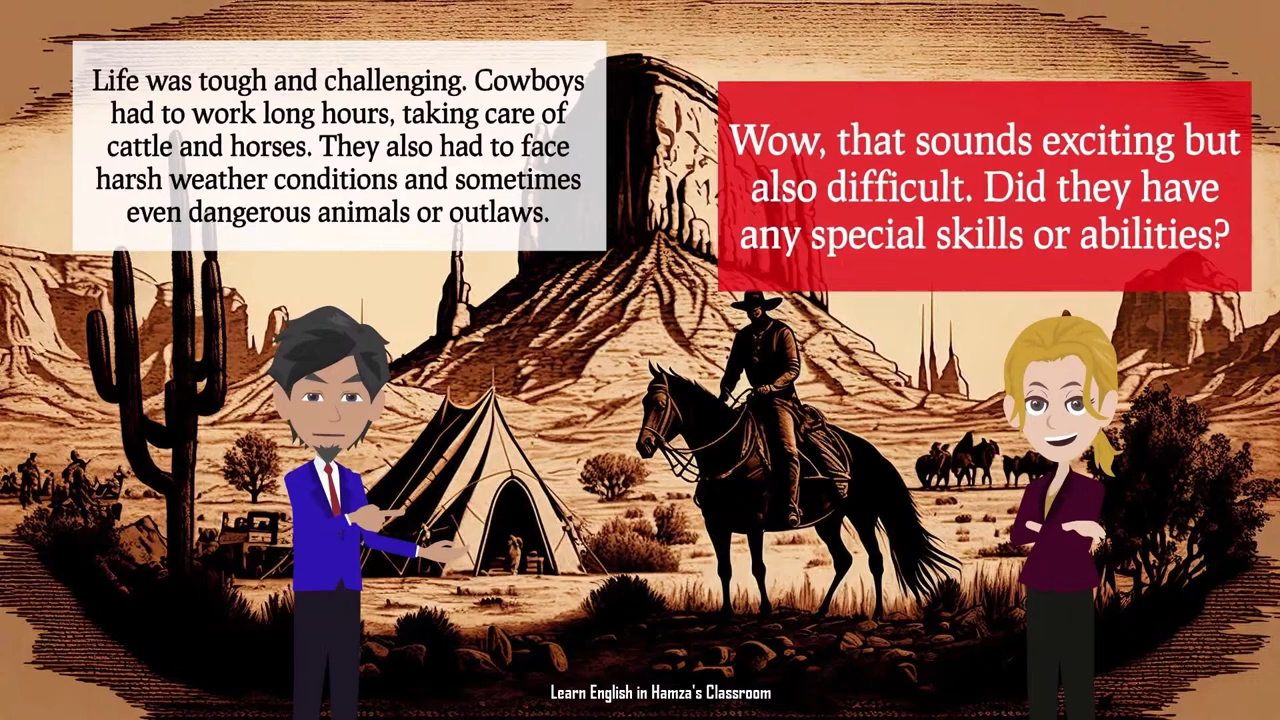 Life was tough and challenging. Cowboys
had to work long hours, taking care of
cattle and horses. They also had to face
harsh weather conditions and sometimes
even dangerous animals or outlaws.
Wow, that sounds exciting but
also difficult. Did they have
any special skills or abilities?
Learn English in Hamza's Classroom